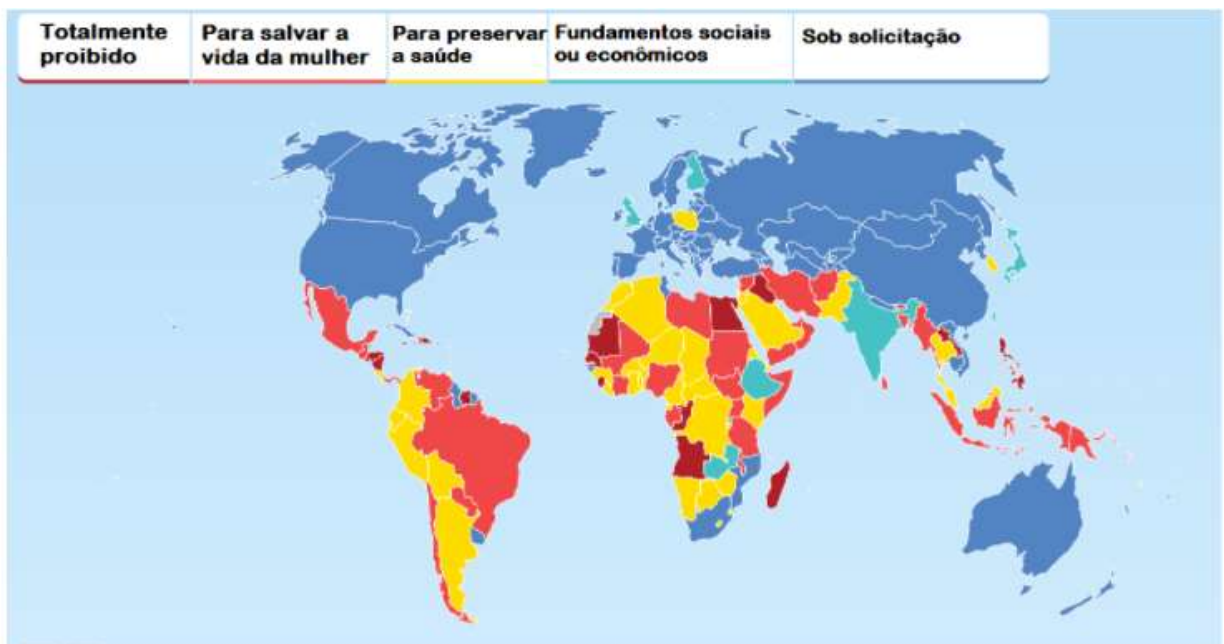 Totalmente
proibido
Para salvar a
vida da mulher
Para preservar
a saúde
Fundamentos sociais
ou econômicos
Sob solicitação